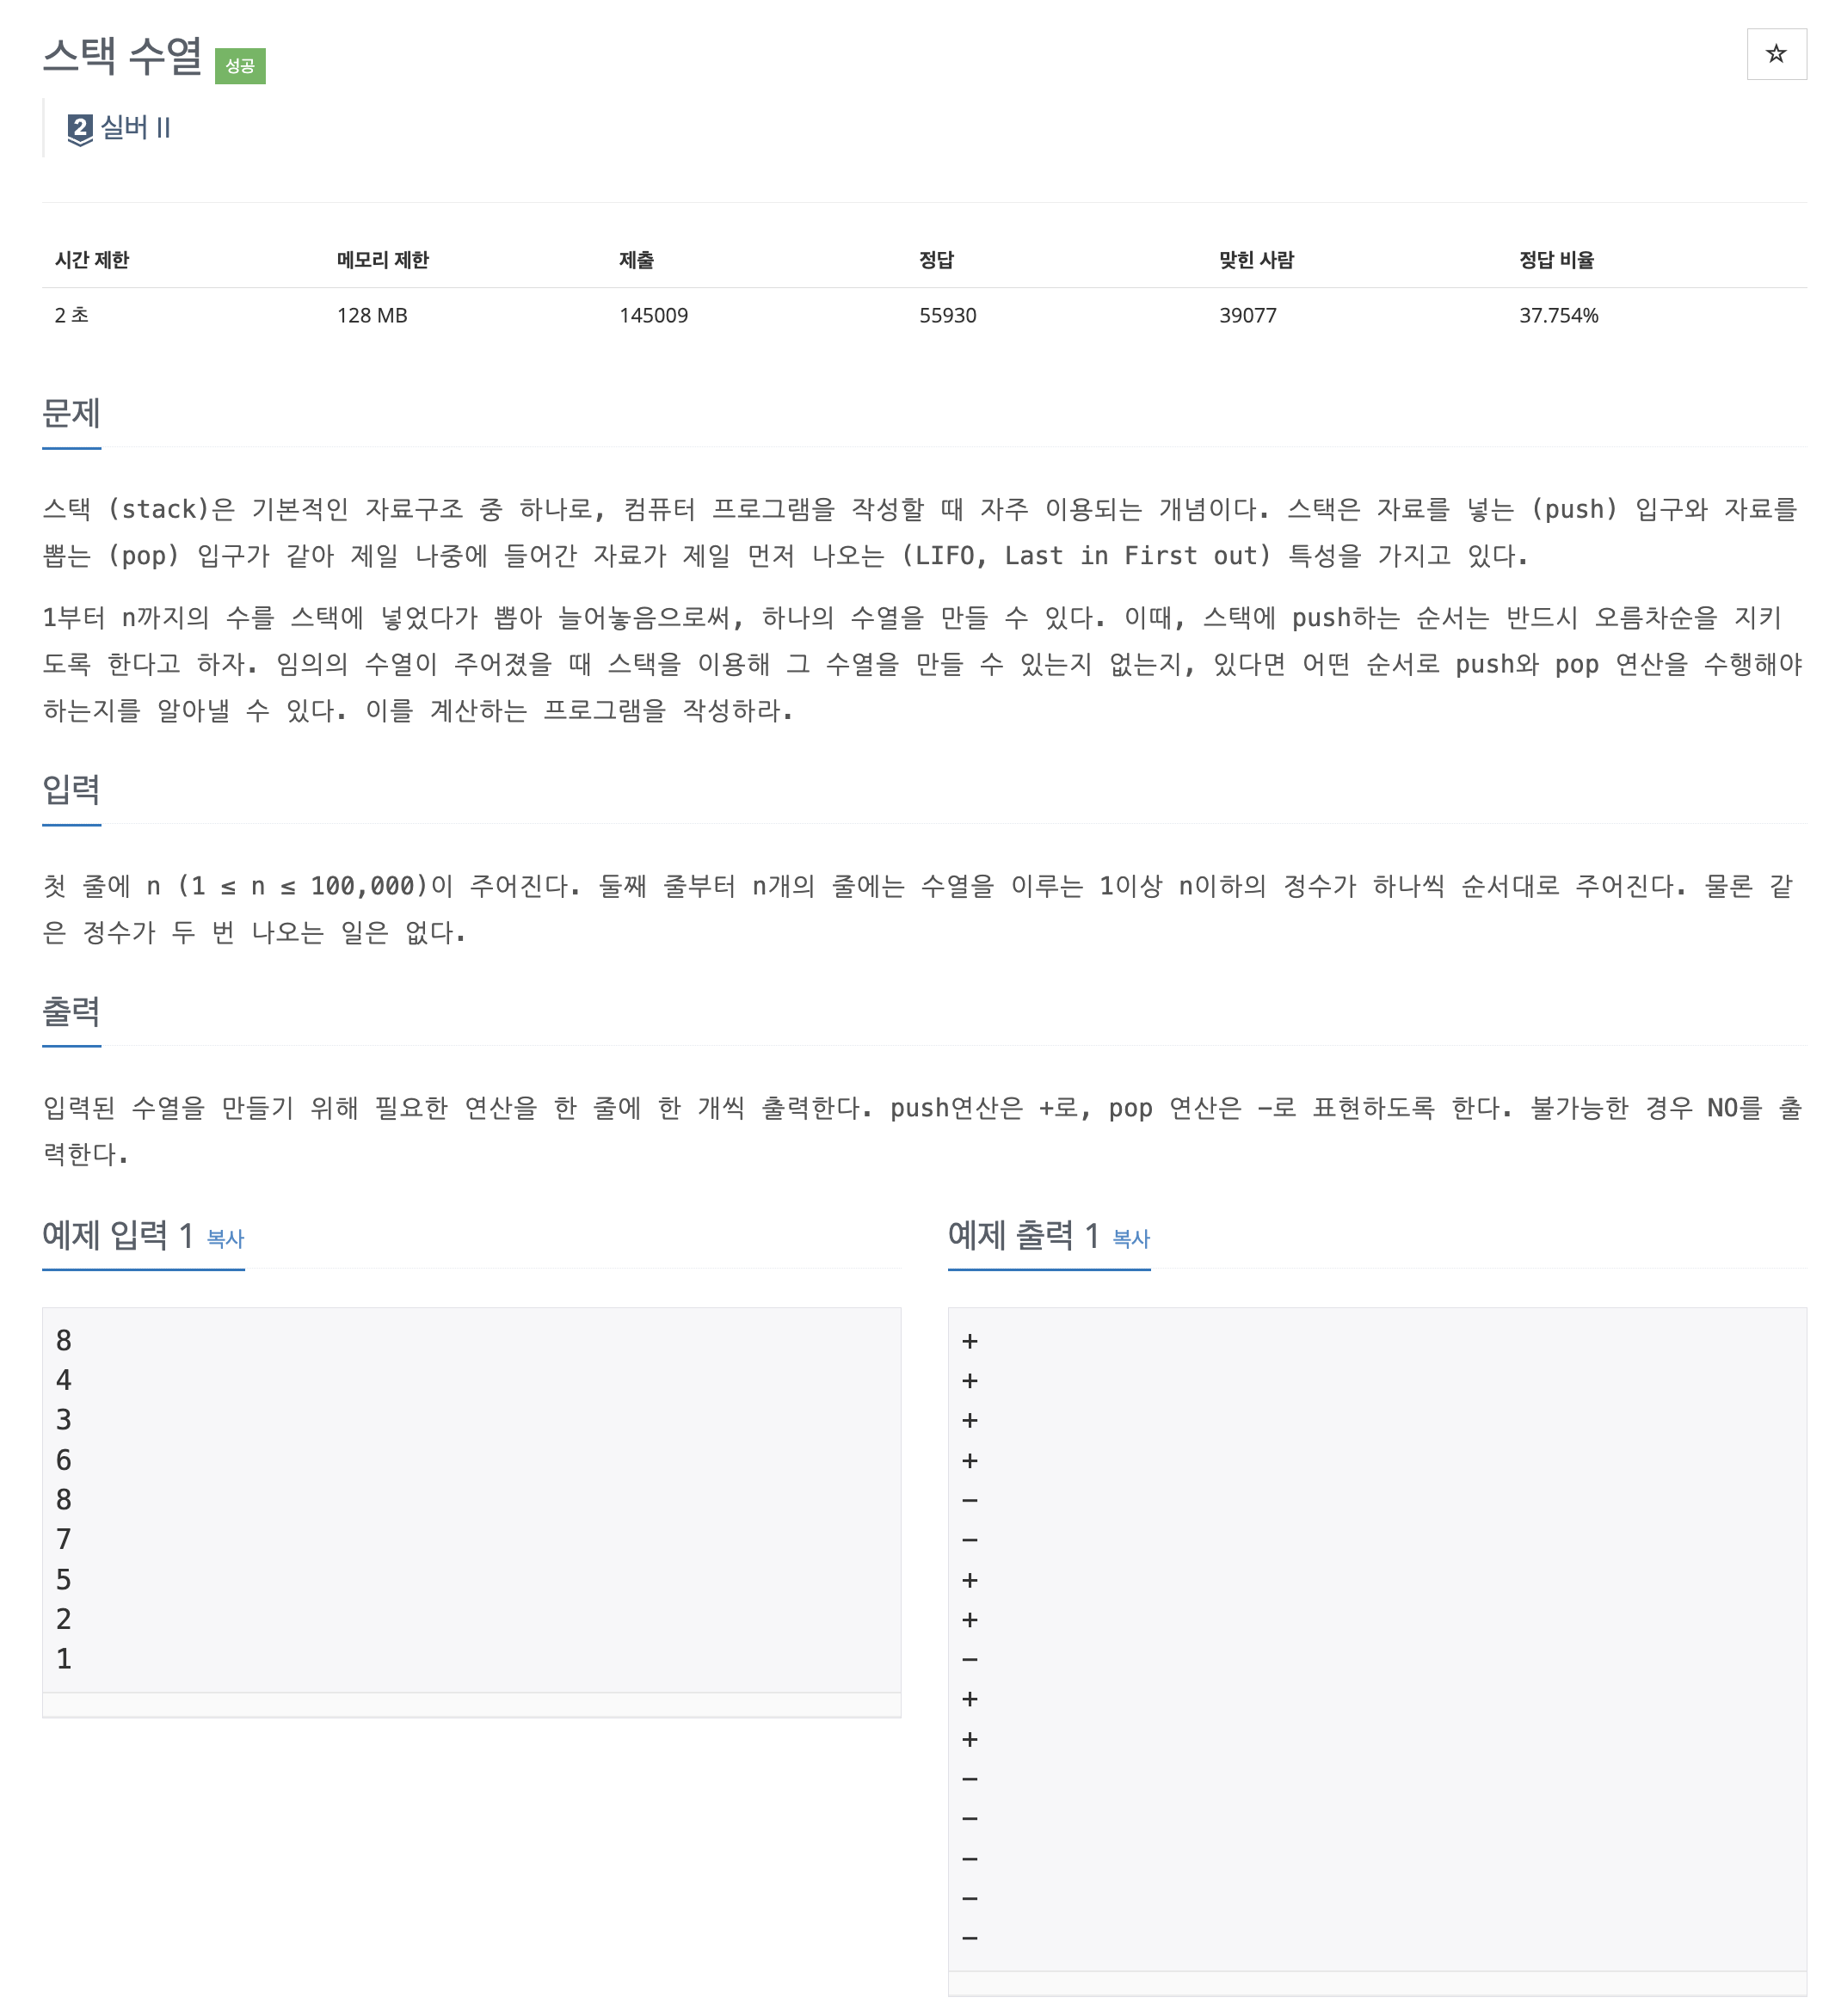 스택 수열 성공
☆
2 실버 II
시간 제한 메모리 제한 제출 정답 맞힌 사람 정답 비율
2 초 128 MB 145009 55930 39077 37.754%
문제
스택 (stack)은 기본적인 자료구조 중 하나로, 컴퓨터 프로그램을 작성할 때 자주 이용되는 개념이다. 스택은 자료를 넣는 (push) 입구와 자료를
뽑는 (pop) 입구가 같아 제일 나중에 들어간 자료가 제일 먼저 나오는 (LIFO, Last in First out) 특성을 가지고 있다.
1부터 n까지의 수를 스택에 넣었다가 뽑아 늘어놓음으로써, 하나의 수열을 만들 수 있다. 이때, 스택에 push하는 순서는 반드시 오름차순을 지키
도록 한다고 하자. 임의의 수열이 주어졌을 때 스택을 이용해 그 수열을 만들 수 있는지 없는지, 있다면 어떤 순서로 push와 pop 연산을 수행해야
하는지를 알아낼 수 있다. 이를 계산하는 프로그램을 작성하라.
입력
첫 줄에 n (1 ≤ n ≤ 100,000)이 주어진다. 둘째 줄부터 n개의 줄에는 수열을 이루는 1이상 n이하의 정수가 하나씩 순서대로 주어진다. 물론 같
은 정수가 두 번 나오는 일은 없다.
출력
입력된 수열을 만들기 위해 필요한 연산을 한 줄에 한 개씩 출력한다. push연산은 +로, pop 연산은 -로 표현하도록 한다. 불가능한 경우 NO를 출
력한다.
예제 입력 1 복사
8
4
3
6
8
7
5
2
1
예제 출력 1 복사
+
+
+
+
-
-
+
+
-
+
+
-
-
-
-
-